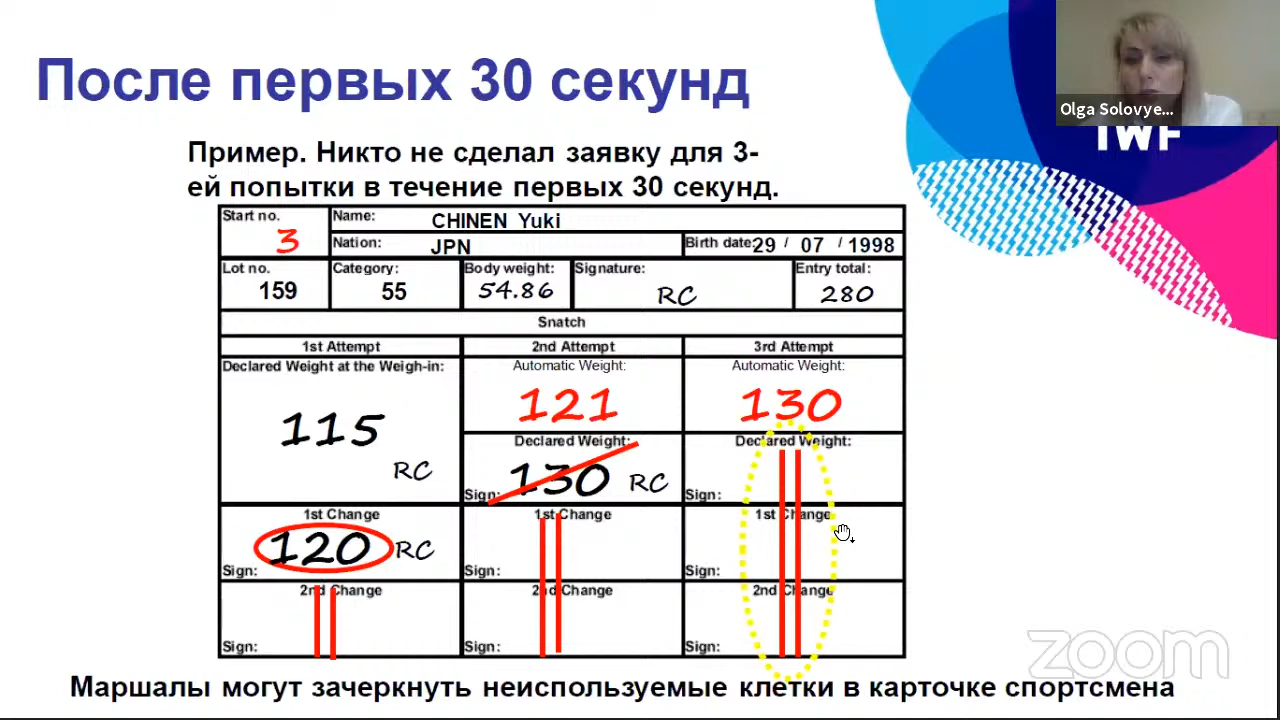 После первых 30 секунд
Olga Solovye...
IWF
Пример. Никто не сделал заявку для 3-
ей попытки в течение первых 30 секунд.
Start no. 3
Name: CHINEN Yuki
Nation: JPN
Birth date: 29 / 07 / 1998
Lot no. 159
Category: 55
Body weight: 54.86
Signature: RC
Entry total: 280
Snatch
1st Attempt
2nd Attempt
3rd Attempt
Declared Weight at the Weigh-in:
115
RC
Automatic Weight:
121
Automatic Weight:
130
Declared Weight:
Sign: 130 RC
Declared Weight:
Sign:
1st Change
120 RC
Sign:
1st Change
Sign:
1st Change
Sign:
2nd Change
Sign:
2nd Change
Sign:
2nd Change
Sign:
zoom
Маршалы могут зачеркнуть неиспользуемые клетки в карточке спортсмена